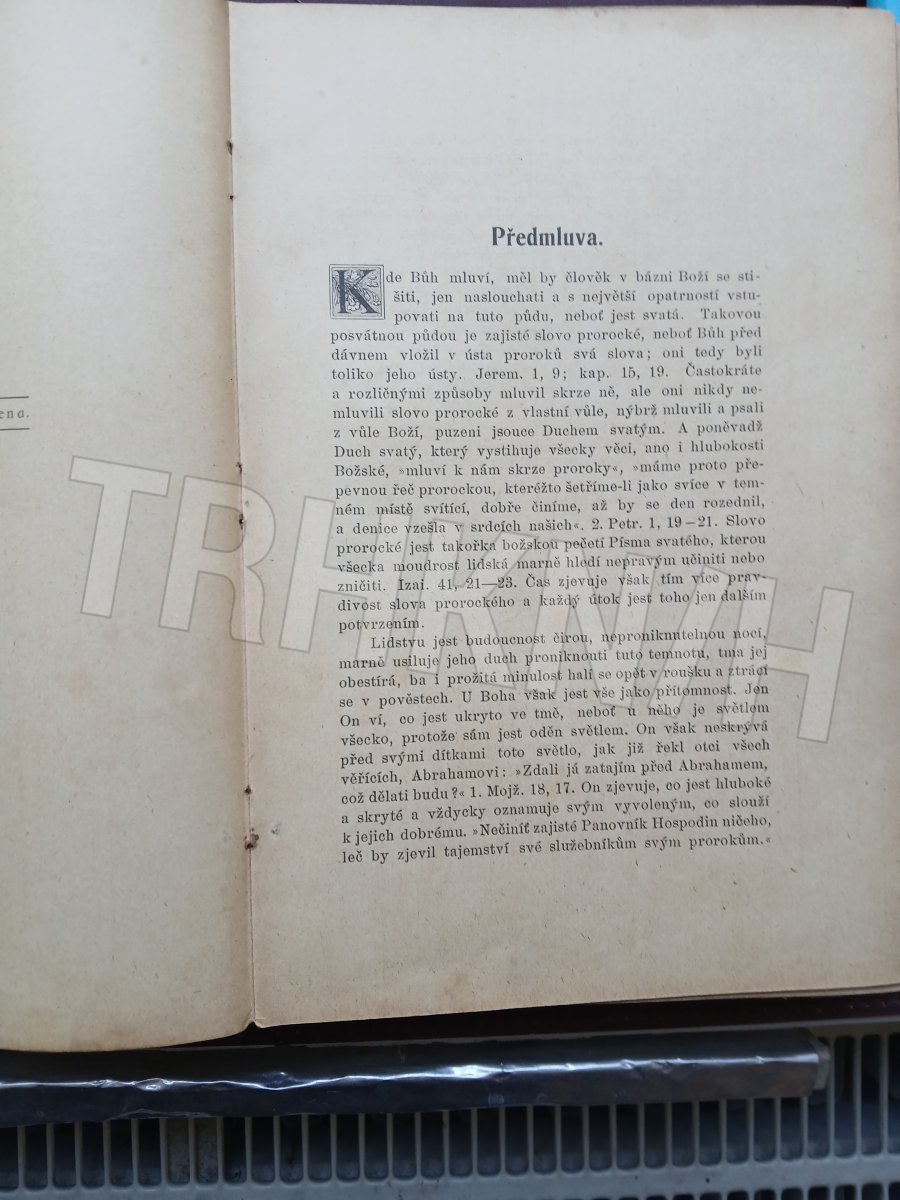 ena.
Předmluva.
Kde Bůh mluví, měl by člověk v bázni Boží se sti-
šiti, jen naslouchati a s největší opatrností vstu-
povati na tuto půdu, neboť jest svatá. Takovou
posvátnou půdou je zajisté slovo prorocké, neboť Bůh před
dávnem vložil v ústa proroků svá slova; oni tedy byli
toliko jeho ústy. Jerem. 1, 9; kap. 15, 19. Častokráte
a rozličnými způsoby mluvil skrze ně, ale oni nikdy ne-
mluvili slovo prorocké z vlastní vůle, nýbrž mluvili a psali
z vůle Boží, puzeni jsouce Duchem svatým. A poněvadž
Duch svatý, který vystihuje všecky věci, ano i hlubokosti
Božské, »mluví k nám skrze proroky«, »máme proto pře-
pevnou řeč prorockou, kteréžto šetříme-li jako svíce v tem-
ném místě svítící, dobře činíme, až by se den rozednil,
a denice vzešla v srdcích našich«. 2. Petr. 1, 19–21. Slovo
prorocké jest takořka božskou pečetí Písma svatého, kterou
všecka moudrost lidská marně hledí nepravým učiniti nebo
zničiti. Izai. 41, 21—23. Čas zjevuje však tím více prav-
divost slova prorockého a každý útok jest toho jen dalším
potvrzením.
Lidstvu jest budoucnost čirou, neproniknutelnou nocí,
marně usiluje jeho duch proniknouti tuto temnotu, tma jej
obestírá, ba i prožitá minulost halí se opět v roušku a ztrácí
se v pověstech. U Boha však jest vše jako přítomnost. Jen
On ví, co jest ukryto ve tmě, neboť u něho je světlem
všecko, protože sám jest oděn světlem. On však neskrývá
před svými dítkami toto světlo, jak již řekl otci všech
věřících, Abrahamovi: »Zdali já zatajím před Abrahamem,
což dělati budu?« 1. Mojž. 18, 17. On zjevuje, co jest hluboké
a skryté a vždycky oznamuje svým vyvoleným, co slouží
k jejich dobrému. »Nečiníť zajisté Panovník Hospodin ničeho,
leč by zjevil tajemství své služebníkům svým prorokům.«
TRHKNIH